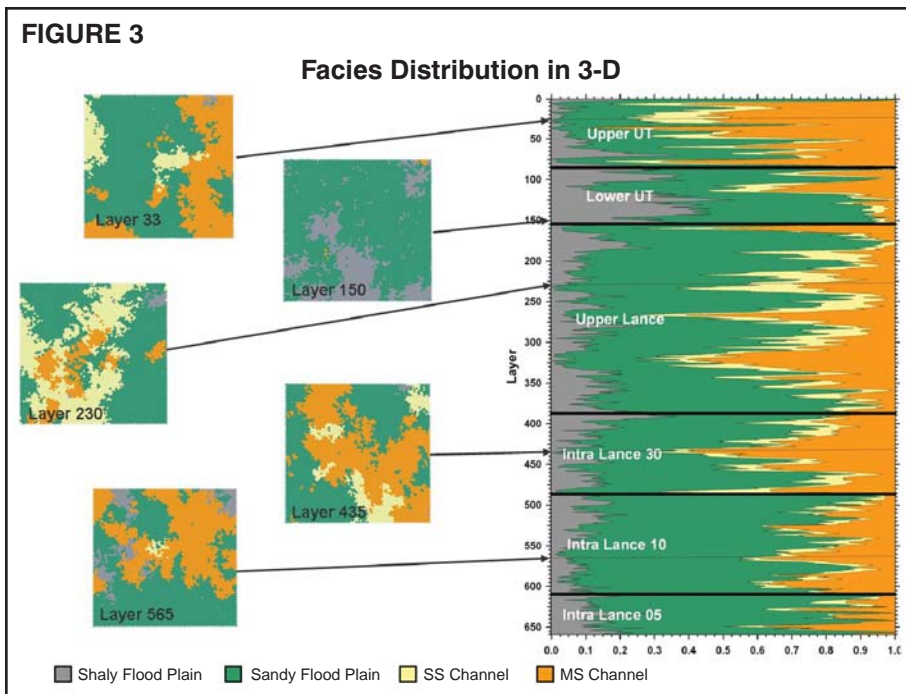 FIGURE 3
Facies Distribution in 3-D
Layer 33
Layer 150
Layer 230
Layer 435
Layer 565
Layer
0
50
100
150
200
250
300
350
400
450
500
550
600
650
Upper UT
Lower UT
Upper Lance
Intra Lance 30
Intra Lance 10
Intra Lance 05
0.0 0.1 0.2 0.3 0.4 0.5 0.6 0.7 0.8 0.9 1.0
Shaly Flood Plain Sandy Flood Plain SS Channel MS Channel